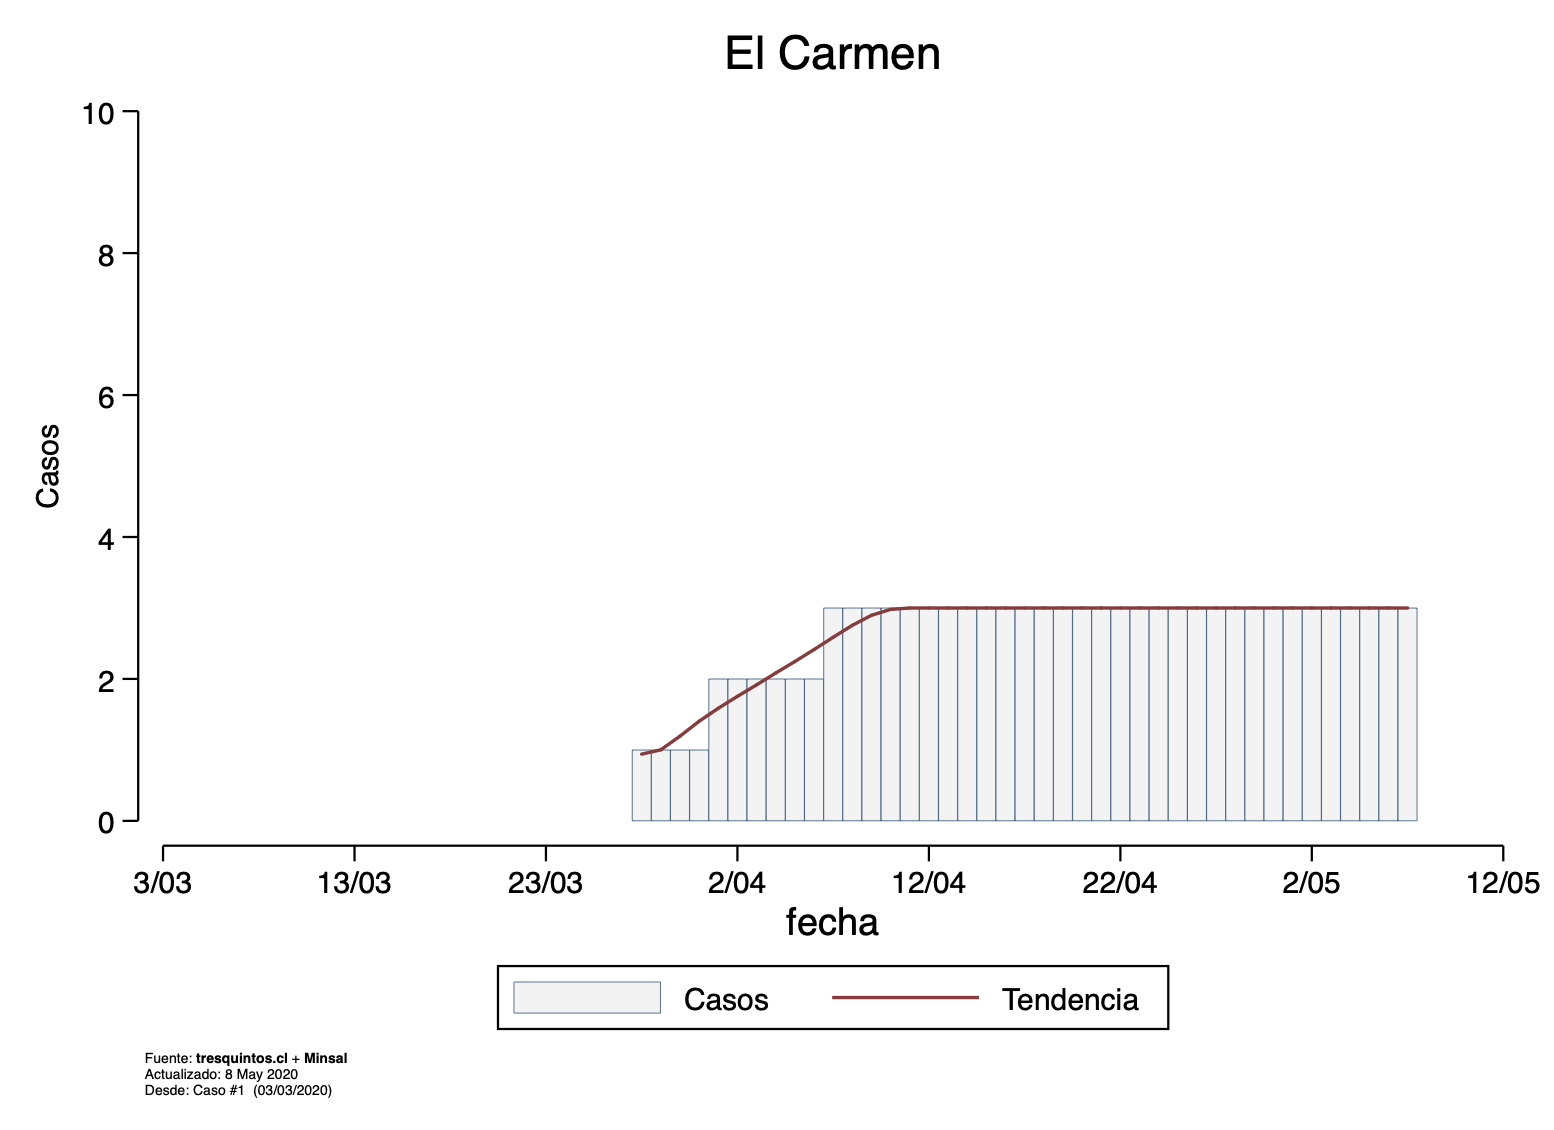 El Carmen
10
8
6
4
2
0
Casos
3/03 13/03 23/03 2/04 12/04 22/04 2/05 12/05
fecha
Casos Tendencia
Fuente: tresquintos.cl + Minsal
Actualizado: 8 May 2020
Desde: Caso #1 (03/03/2020)